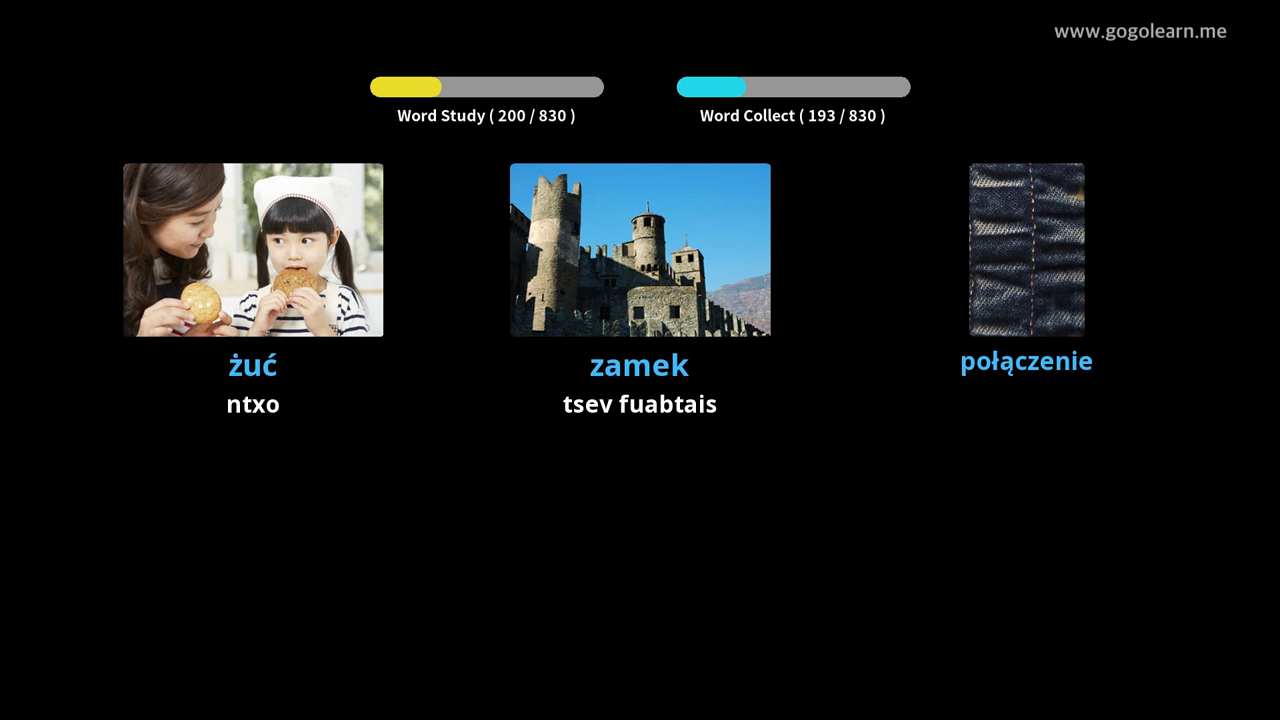 www.gogolearn.me
Word Study ( 200 / 830 )
Word Collect ( 193 / 830 )
żuć
ntxo
zamek
tsev fuabtais
połączenie